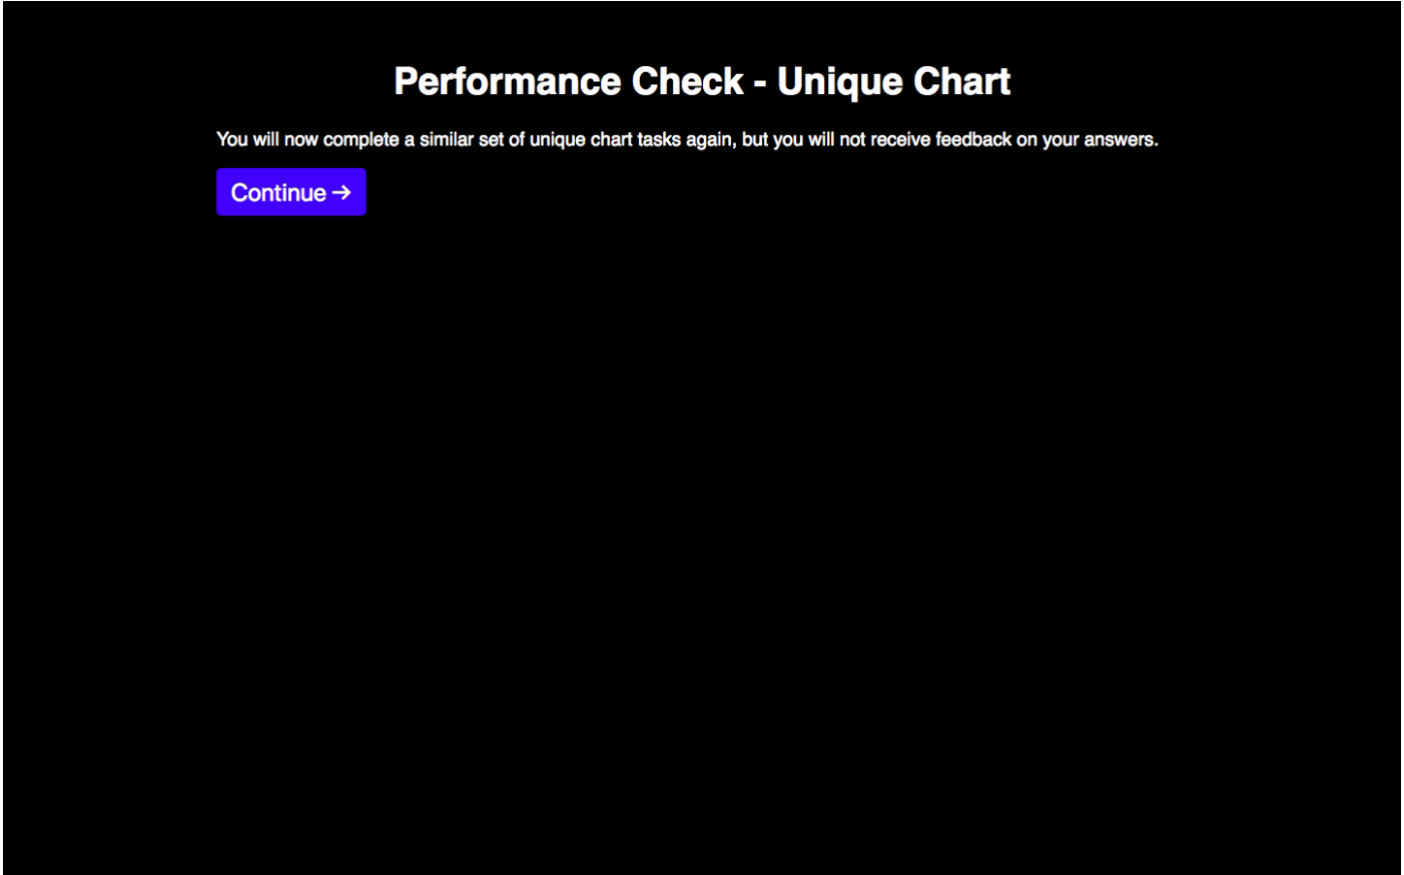 Performance Check - Unique Chart
You will now complete a similar set of unique chart tasks again, but you will not receive feedback on your answers.
Continue →